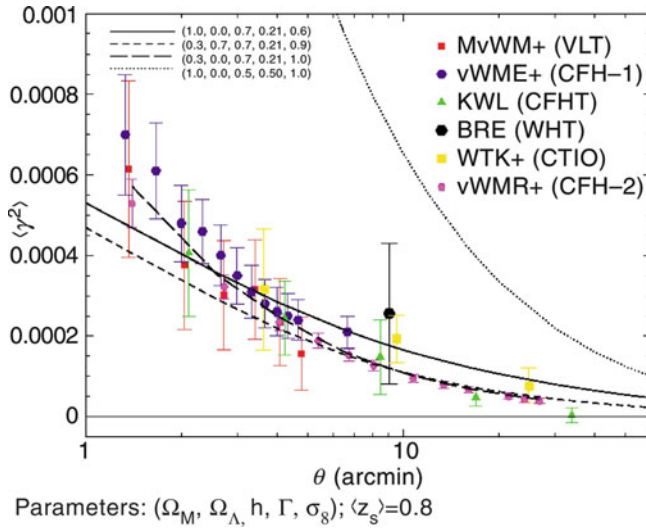 0.001
0.0008
0.0006
0.0004
0.0002
0
⟨γ²⟩
(1.0, 0.0, 0.7, 0.21, 0.6)
(0.3, 0.7, 0.7, 0.21, 0.9)
(0.3, 0.0, 0.7, 0.21, 1.0)
(1.0, 0.0, 0.5, 0.50, 1.0)
MvWM+ (VLT)
vWME+ (CFH−1)
KWL (CFHT)
BRE (WHT)
WTK+ (CTIO)
vWMR+ (CFH−2)
1
10
θ (arcmin)
Parameters: (Ω_M, Ω_Λ, h, Γ, σ₈); ⟨z_s⟩=0.8